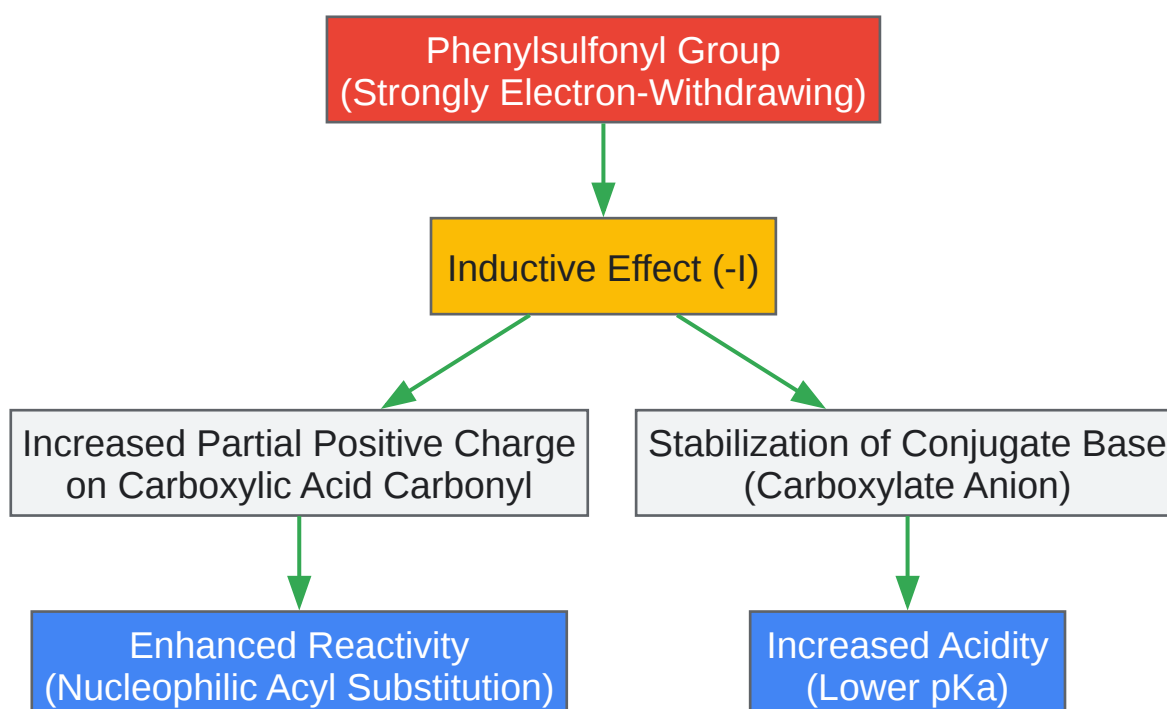 Phenylsulfonyl Group
(Strongly Electron-Withdrawing)
Inductive Effect (-I)
Increased Partial Positive Charge
on Carboxylic Acid Carbonyl
Stabilization of Conjugate Base
(Carboxylate Anion)
Enhanced Reactivity
(Nucleophilic Acyl Substitution)
Increased Acidity
(Lower pKa)